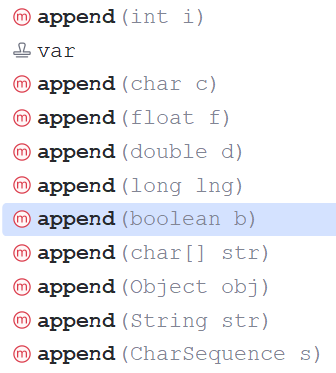 m append(int i)
var
m append(char c)
m append(float f)
m append(double d)
m append(long lng)
m append(boolean b)
m append(char[] str)
m append(Object obj)
m append(String str)
m append(CharSequence s)